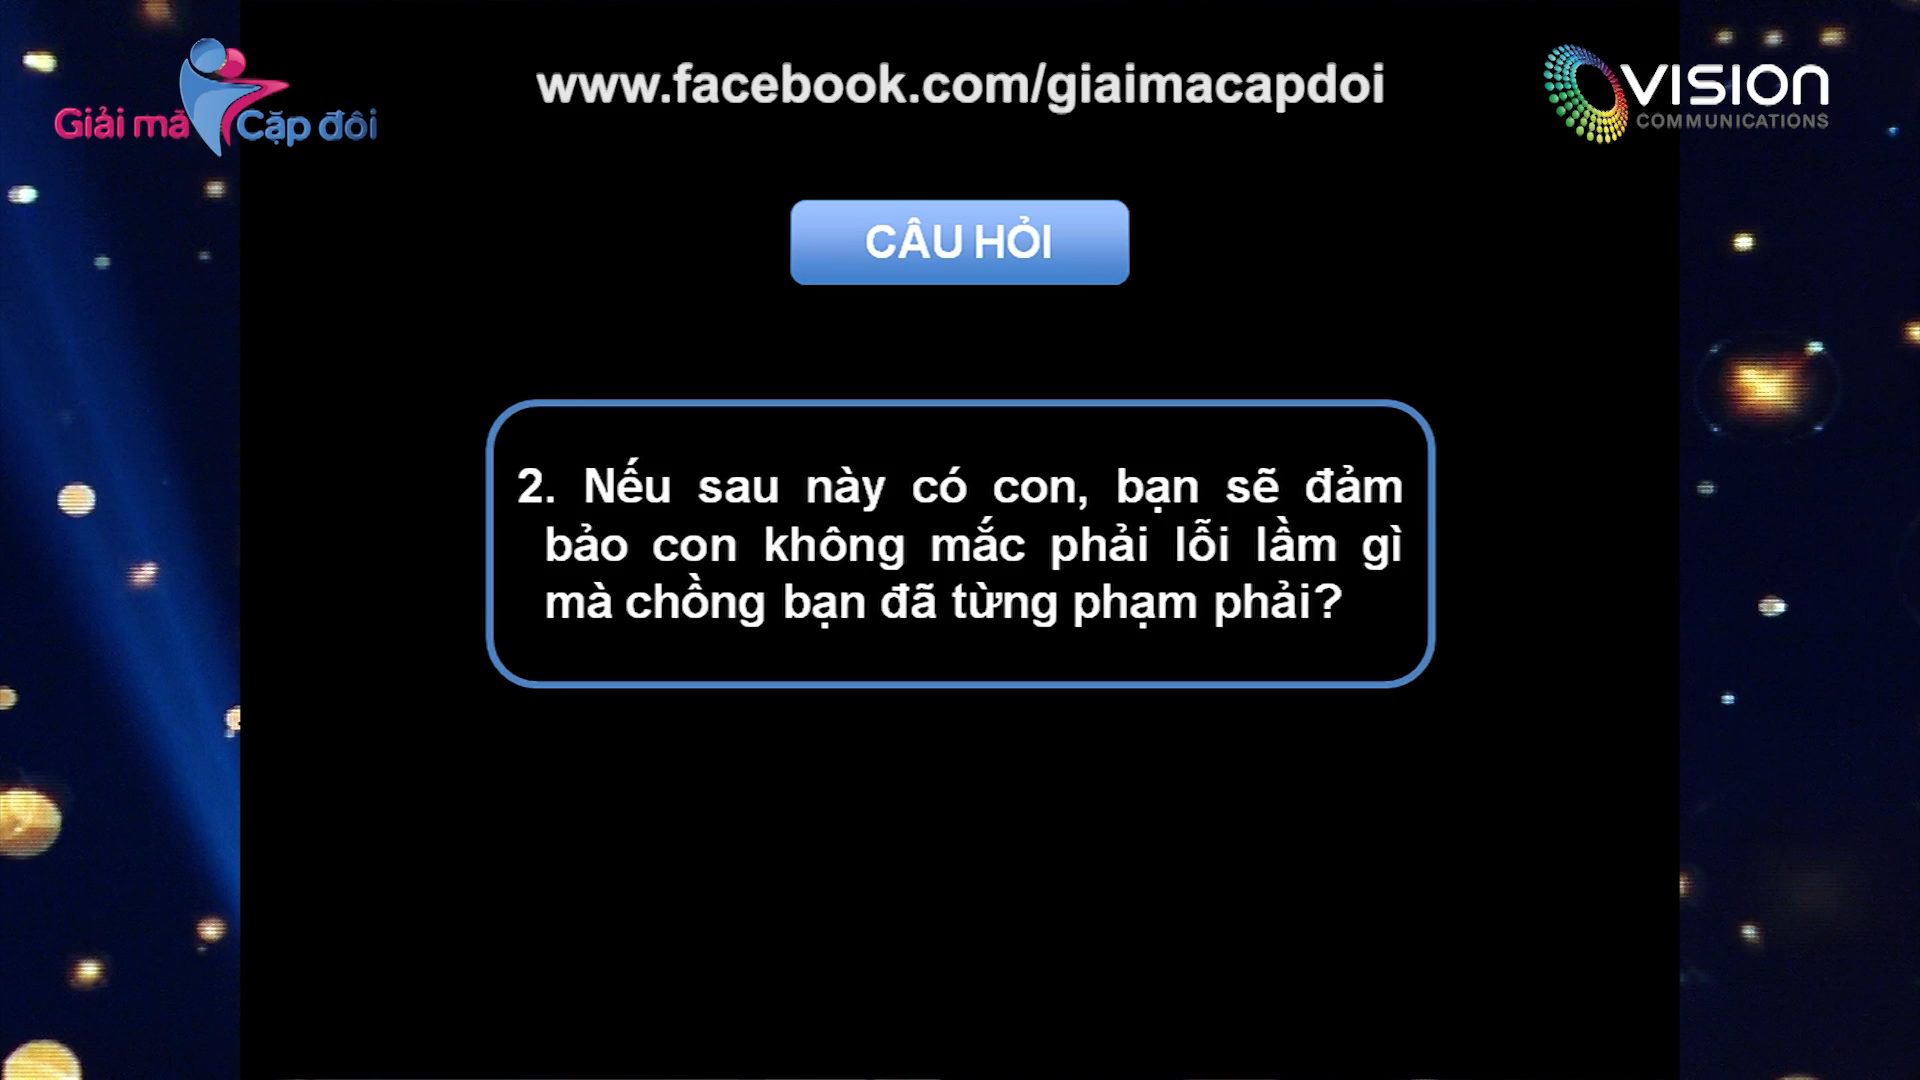 www.facebook.com/giaimacapdoi
Giải mã Cặp đôi
VISION
COMMUNICATIONS
CÂU HỎI
2. Nếu sau này có con, bạn sẽ đảm
bảo con không mắc phải lỗi lầm gì
mà chồng bạn đã từng phạm phải?